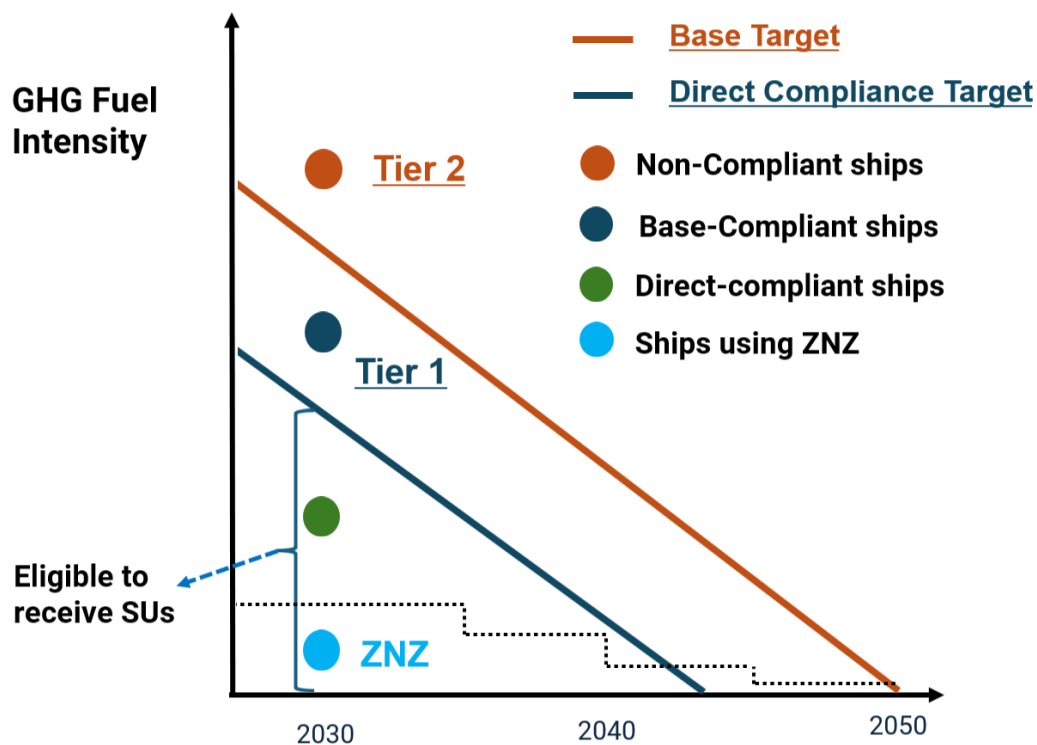 GHG Fuel
Intensity
Base Target
Direct Compliance Target
Tier 2
Non-Compliant ships
Base-Compliant ships
Direct-compliant ships
Ships using ZNZ
Tier 1
Eligible to
receive SUs
ZNZ
2030
2040
2050